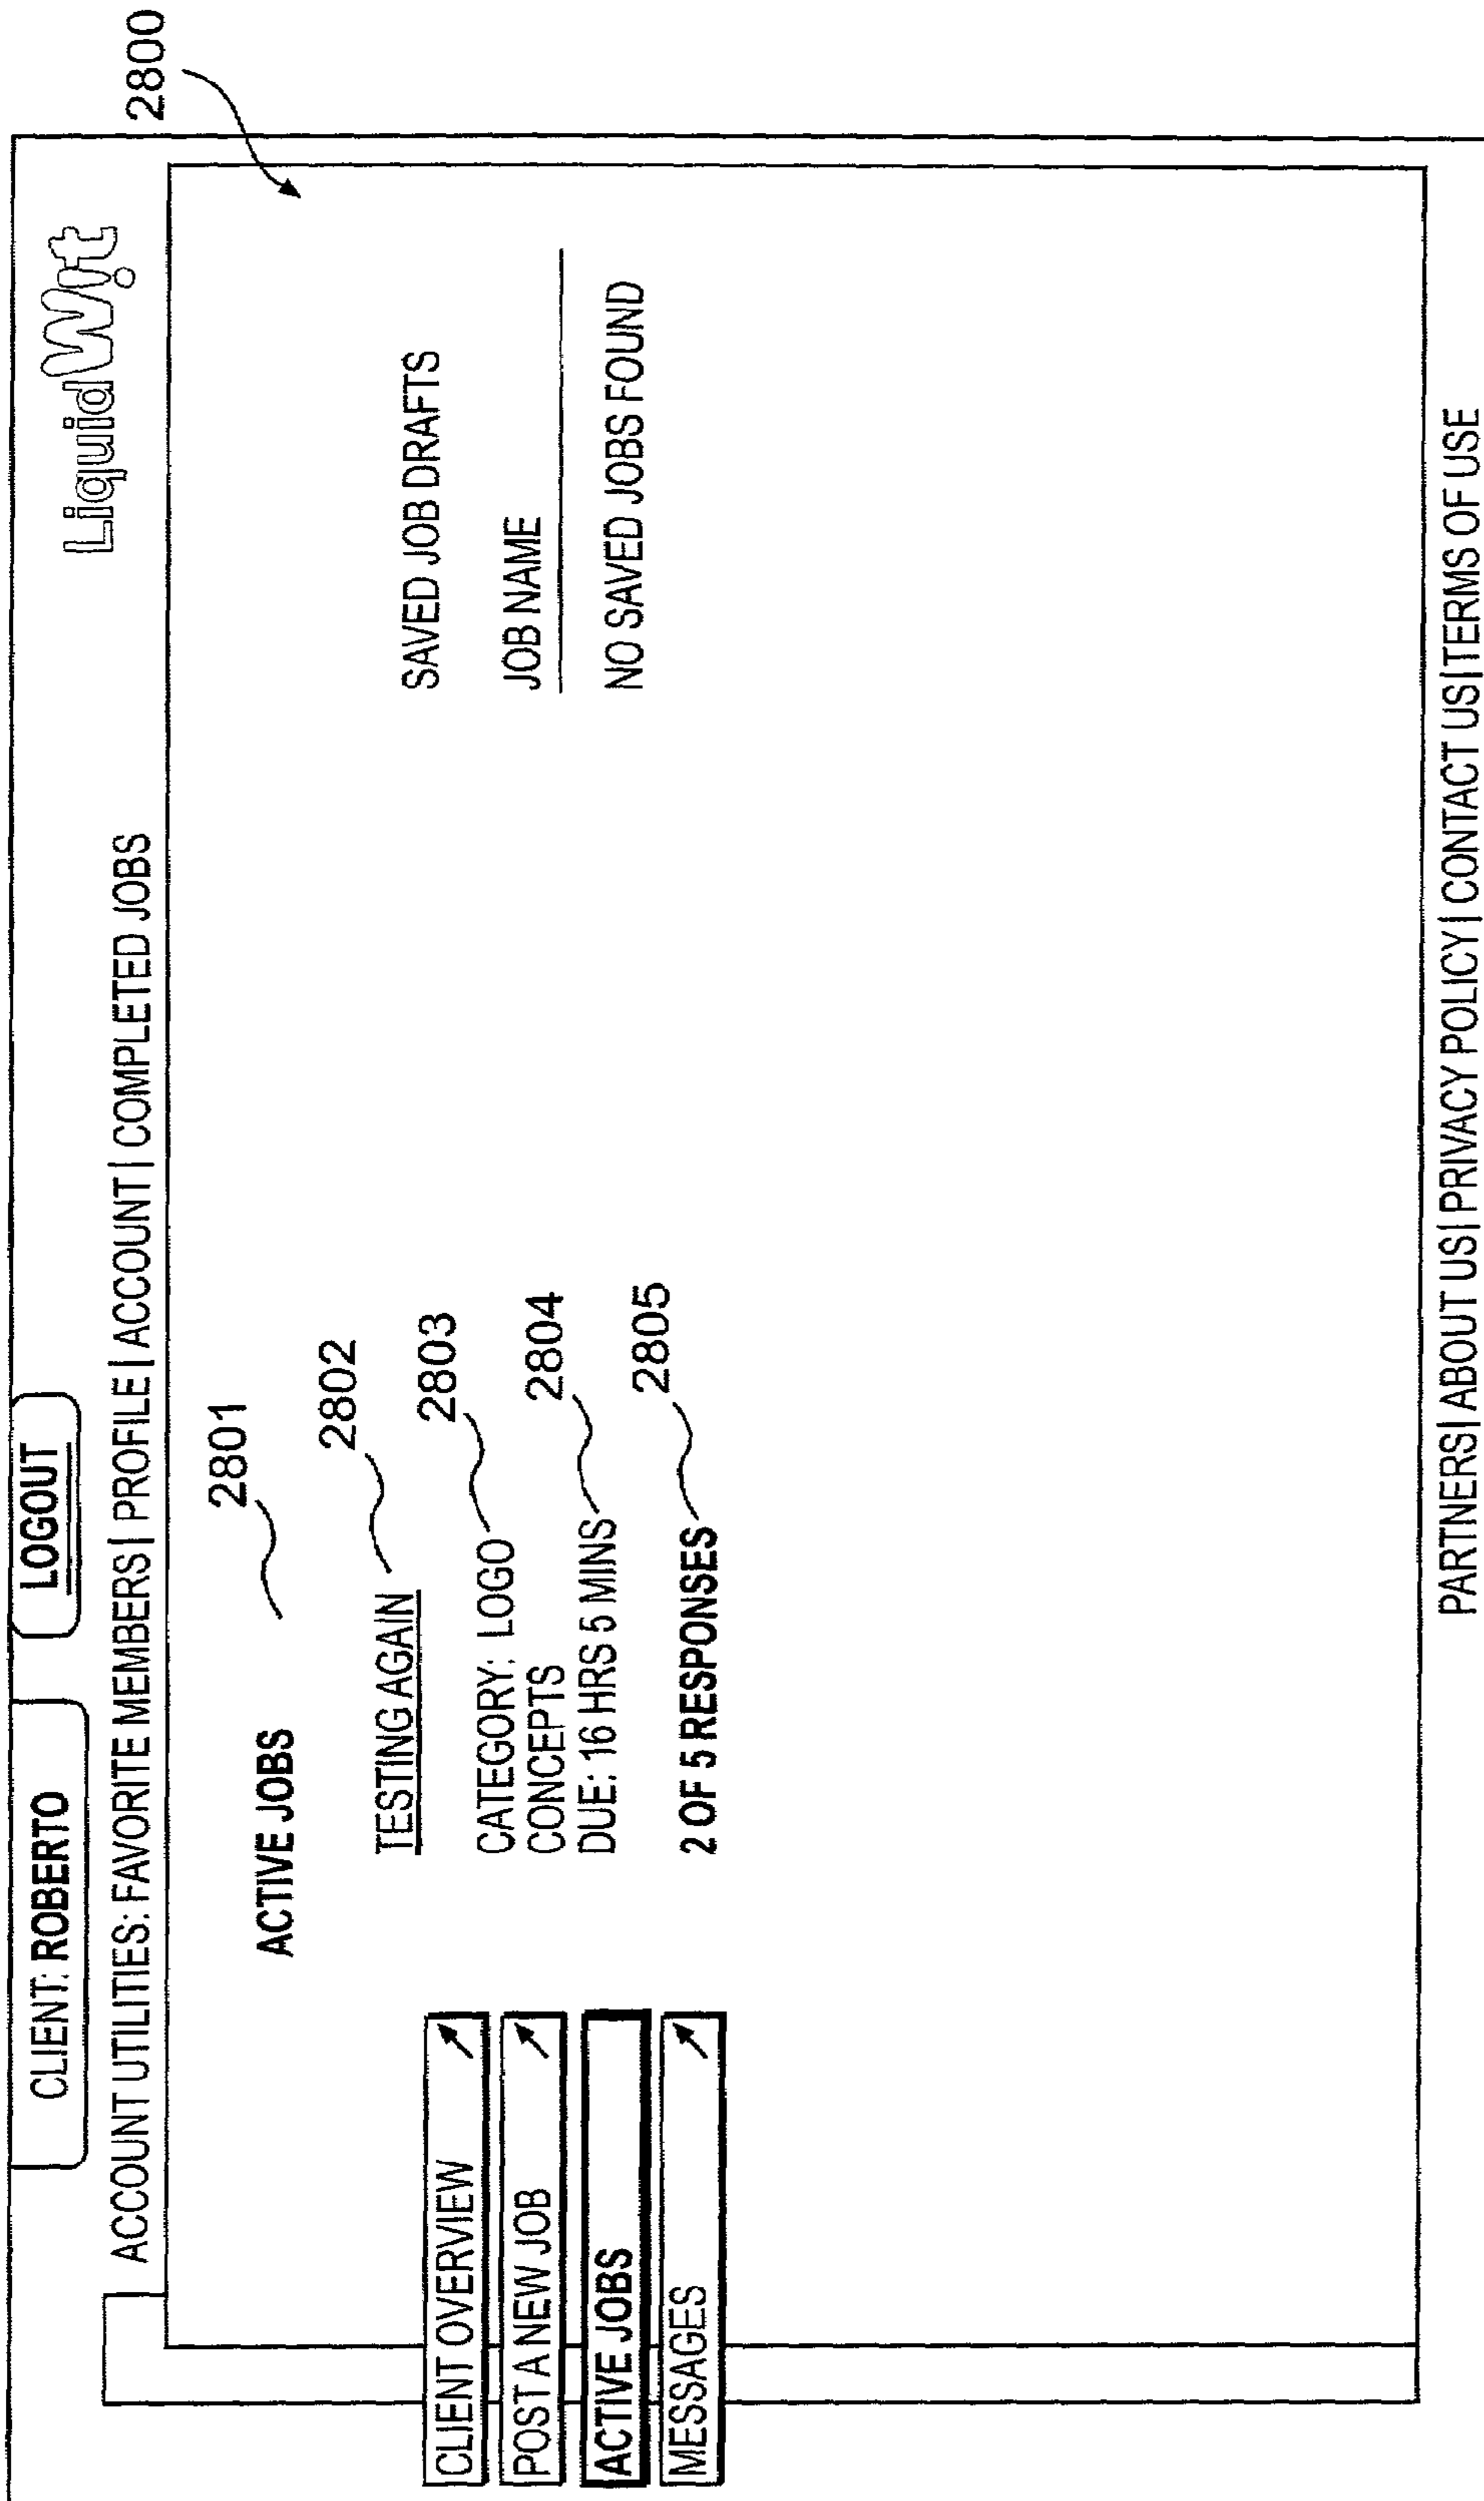 2800
CLIENT: ROBERTO
LOGOUT
LiquidWit
ACCOUNT UTILITIES: FAVORITE MEMBERS | PROFILE | ACCOUNT | COMPLETED JOBS
CLIENT OVERVIEW
POST A NEW JOB
ACTIVE JOBS
MESSAGES
ACTIVE JOBS
2801
TESTING AGAIN
2802
CATEGORY: LOGO
CONCEPTS
2803
DUE: 16 HRS 5 MINS
2804
2 OF 5 RESPONSES
2805
SAVED JOB DRAFTS
JOB NAME
NO SAVED JOBS FOUND
PARTNERS | ABOUT US | PRIVACY POLICY | CONTACT US | TERMS OF USE